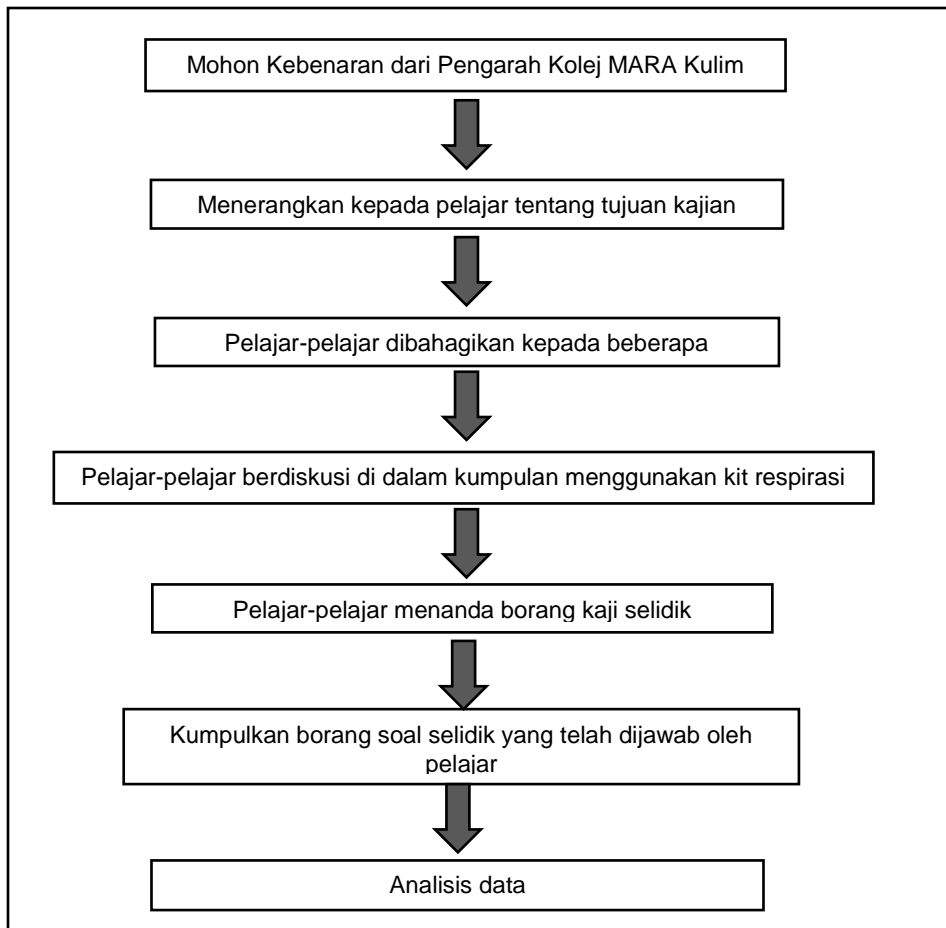 Mohon Kebenaran dari Pengarah Kolej MARA Kulim
Menerangkan kepada pelajar tentang tujuan kajian
Pelajar-pelajar dibahagikan kepada beberapa
Pelajar-pelajar berdiskusi di dalam kumpulan menggunakan kit respirasi
Pelajar-pelajar menanda borang kaji selidik
Kumpulkan borang soal selidik yang telah dijawab oleh
pelajar
Analisis data